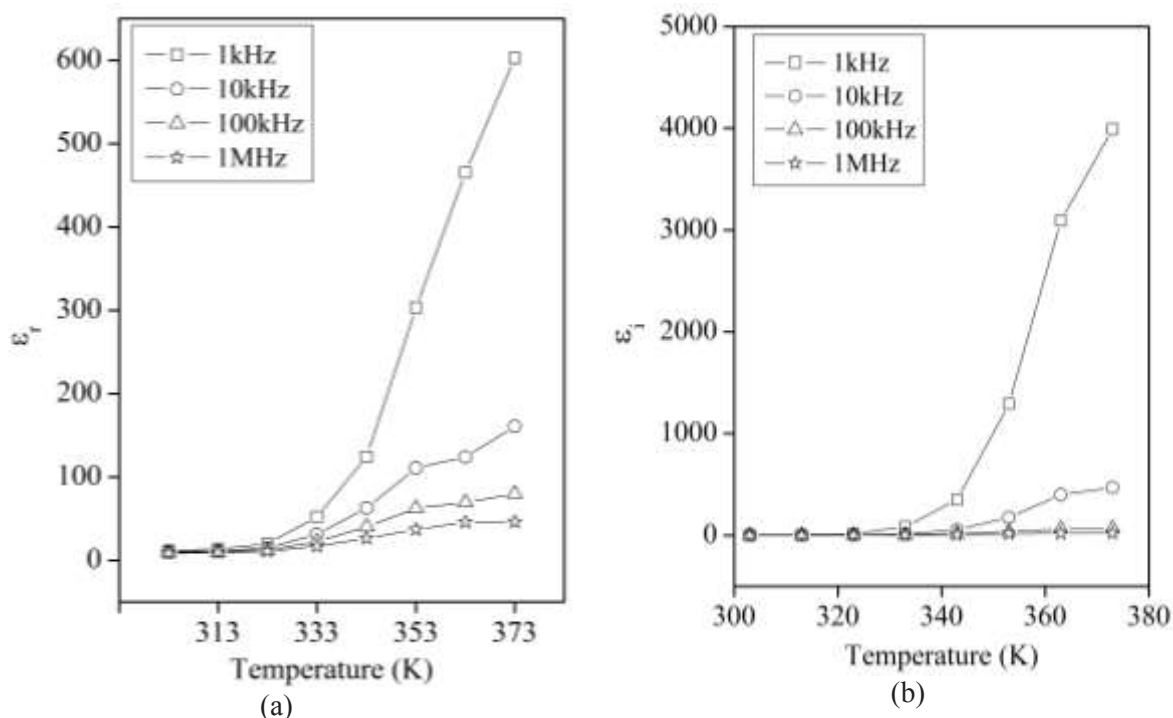 600
500
400
300
200
100
0
εr
1kHz
10kHz
100kHz
1MHz
313 333 353 373
Temperature (K)
(a)
5000
4000
3000
2000
1000
0
εi
1kHz
10kHz
100kHz
1MHz
300 320 340 360 380
Temperature (K)
(b)